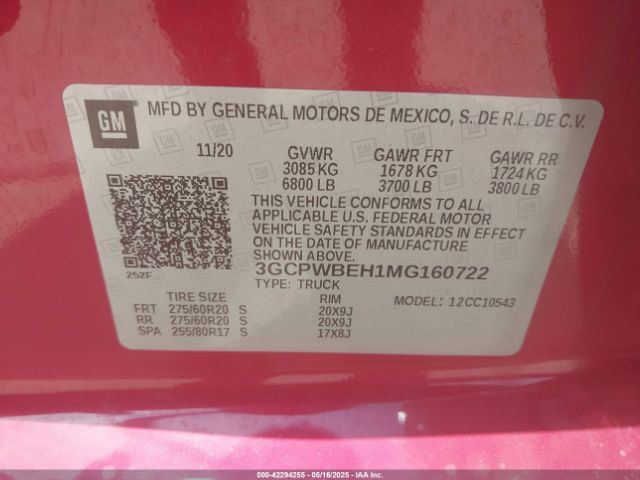 GM
MFD BY GENERAL MOTORS DE MEXICO, S. DE R.L. DE C.V.
11/20 GVWR GAWR FRT GAWR RR
3085 KG 1678 KG 1724 KG
6800 LB 3700 LB 3800 LB
THIS VEHICLE CONFORMS TO ALL
APPLICABLE U.S. FEDERAL MOTOR
VEHICLE SAFETY STANDARDS IN
EFFECT ON THE DATE OF MANUFACTURE
SHOWN ABOVE.
252F 3GCPWBEH1MG160722
TYPE: TRUCK
TIRE SIZE RIM MODEL: 12CC10543
FRT 275/60R20 S 20X9J
RR 275/60R20 S 20X9J
SPA 255/80R17 S 17X8J
000-42294255 05/16/2025 IAAI.COM